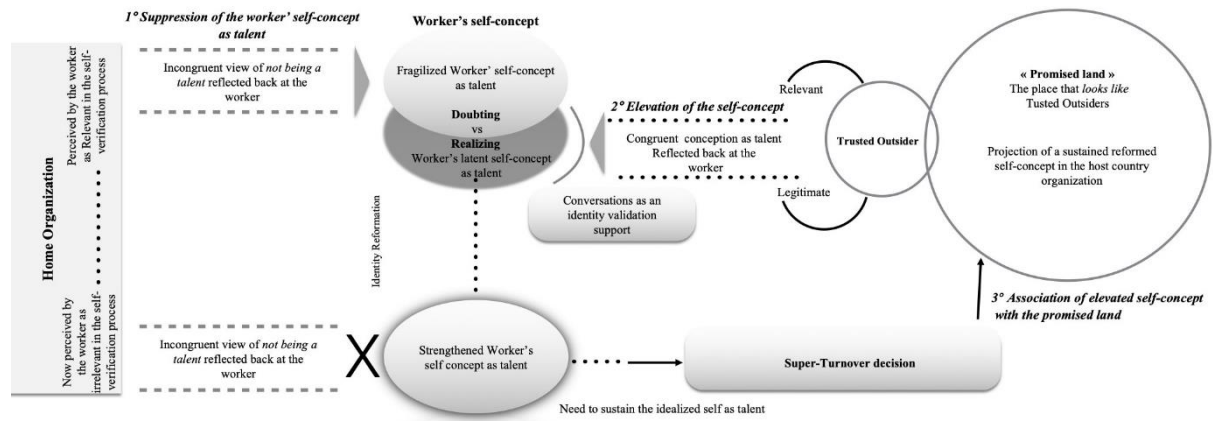 1° Suppression of the worker' self-concept
as talent
Home Organization
Perceived by the worker
as Relevant in the self-
verification process
Now perceived by
the worker as
irrelevant in the self-
verification process
Incongruent view of not being a
talent reflected back at the
worker
Worker's self-concept
Fragilized Worker' self-concept
as talent
Doubting
vs
Realizing
Worker's latent self-concept
as talent
2° Elevation of the self-concept
Congruent conception as talent
Reflected back at the
worker
Conversations as an
identity validation
support
Relevant
Legitimate
Trusted Outsider
« Promised land »
The place that looks like
Tusted Outsiders
Projection of a sustained reformed
self-concept in the host country
organization
Identity Reformation
Incongruent view of not being a
talent reflected back at the
worker
X
Strengthened Worker's
self concept as talent
Super-Turnover decision
3° Association of elevated self-concept
with the promised land
Need to sustain the idealized self as talent